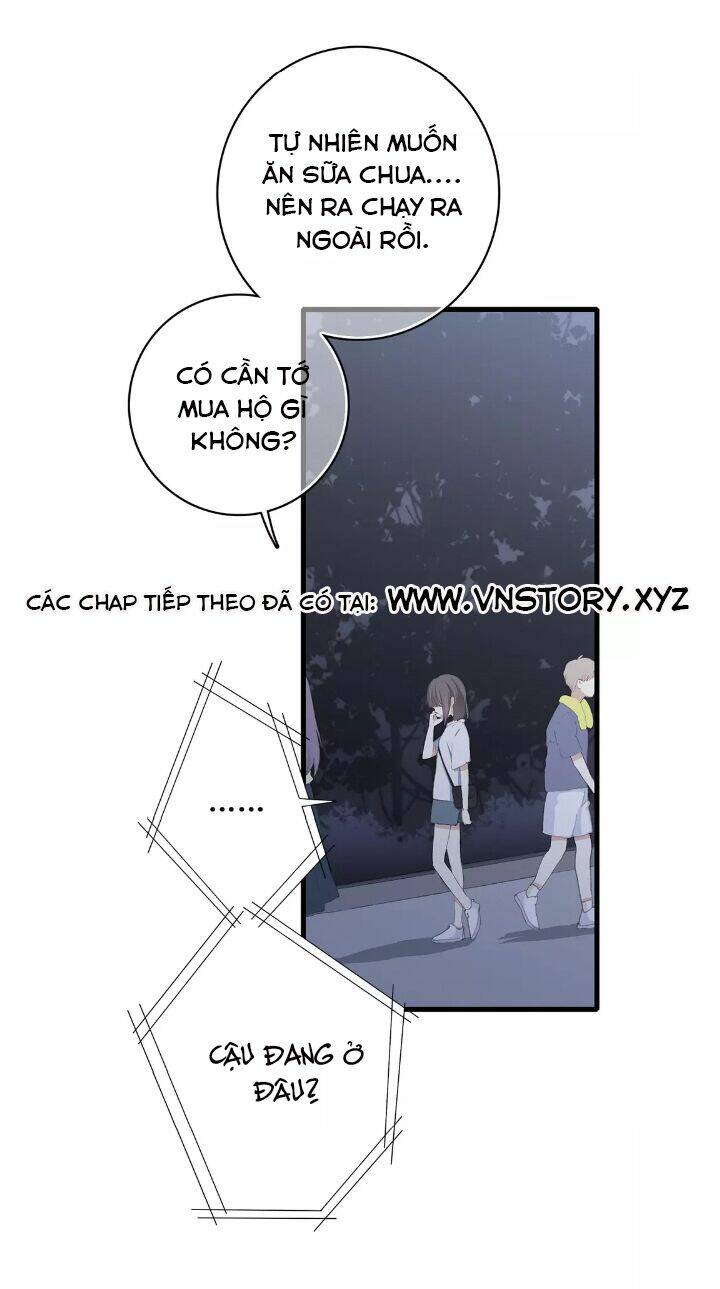 TỰ NHIÊN MUỐN
ĂN SỮA CHUA....
NÊN RA CHẠY RA
NGOÀI RỒI.
CÓ CẦN TỚ
MUA HỘ GÌ
KHÔNG?
CÁC CHAP TIẾP THEO ĐÃ CÓ TẠI: WWW.VNSTORY.XYZ
......
CẬU ĐANG Ở
ĐÂU?